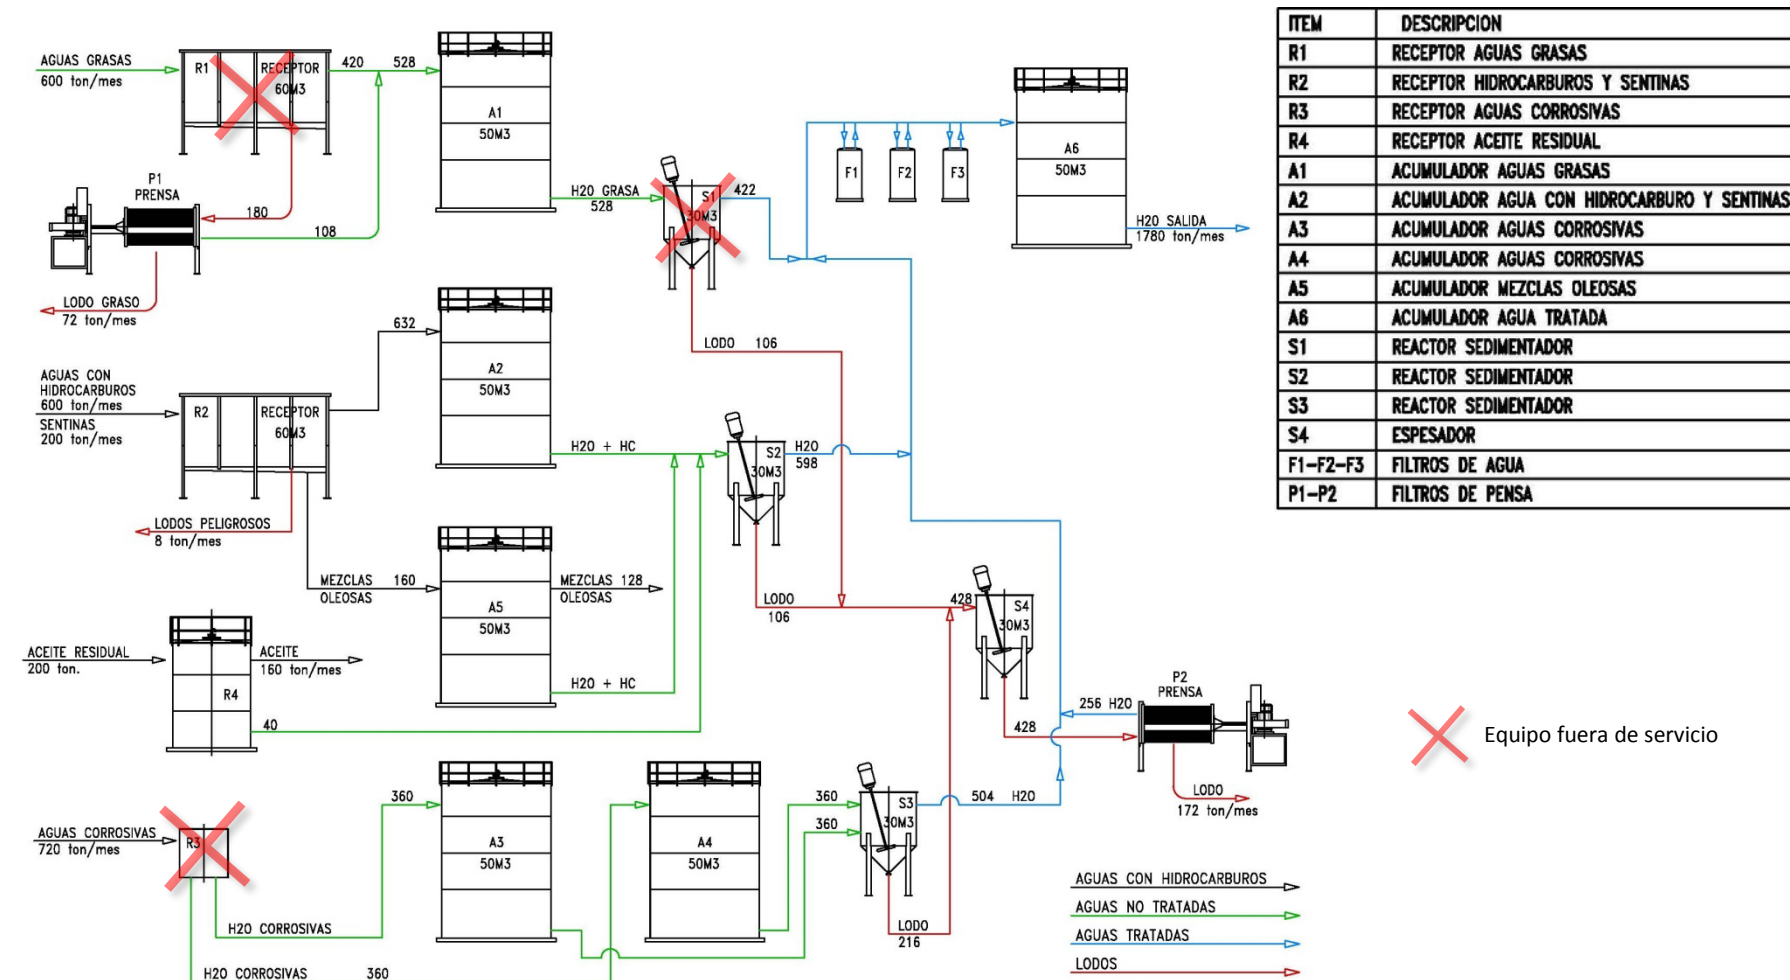 AGUAS GRASAS
600 ton/mes
R1
RECEPTOR
60M3
420
528
A1
50M3
P1
PRENSA
180
108
LODO GRASO
72 ton/mes
H2O GRASA
528
S1
30M3
422
LODO 106
F1
F2
F3
A6
50M3
H2O SALIDA
1780 ton/mes
AGUAS CON
HIDROCARBUROS
600 ton/mes
SENTINAS
200 ton/mes
R2
RECEPTOR
60M3
632
A2
50M3
H2O + HC
S2
30M3
H2O
598
LODOS PELIGROSOS
8 ton/mes
MEZCLAS 160
OLEOSAS
A5
50M3
MEZCLAS 128
OLEOSAS
H2O + HC
LODO
106
428
S4
30M3
ACEITE RESIDUAL
200 ton.
R4
ACEITE
160 ton/mes
40
428
256 H2O
P2
PRENSA
LODO
172 ton/mes
AGUAS CORROSIVAS
720 ton/mes
R3
360
A3
50M3
A4
50M3
360
360
S3
30M3
504 H2O
LODO
216
H2O CORROSIVAS
H2O CORROSIVAS 360
ITEM DESCRIPCION
R1 RECEPTOR AGUAS GRASAS
R2 RECEPTOR HIDROCARBUROS Y SENTINAS
R3 RECEPTOR AGUAS CORROSIVAS
R4 RECEPTOR ACEITE RESIDUAL
A1 ACUMULADOR AGUAS GRASAS
A2 ACUMULADOR AGUA CON HIDROCARBURO Y SENTINAS
A3 ACUMULADOR AGUAS CORROSIVAS
A4 ACUMULADOR AGUAS CORROSIVAS
A5 ACUMULADOR MEZCLAS OLEOSAS
A6 ACUMULADOR AGUA TRATADA
S1 REACTOR SEDIMENTADOR
S2 REACTOR SEDIMENTADOR
S3 REACTOR SEDIMENTADOR
S4 ESPESADOR
F1-F2-F3 FILTROS DE AGUA
P1-P2 FILTROS DE PENSA
Equipo fuera de servicio
AGUAS CON HIDROCARBUROS
AGUAS NO TRATADAS
AGUAS TRATADAS
LODOS